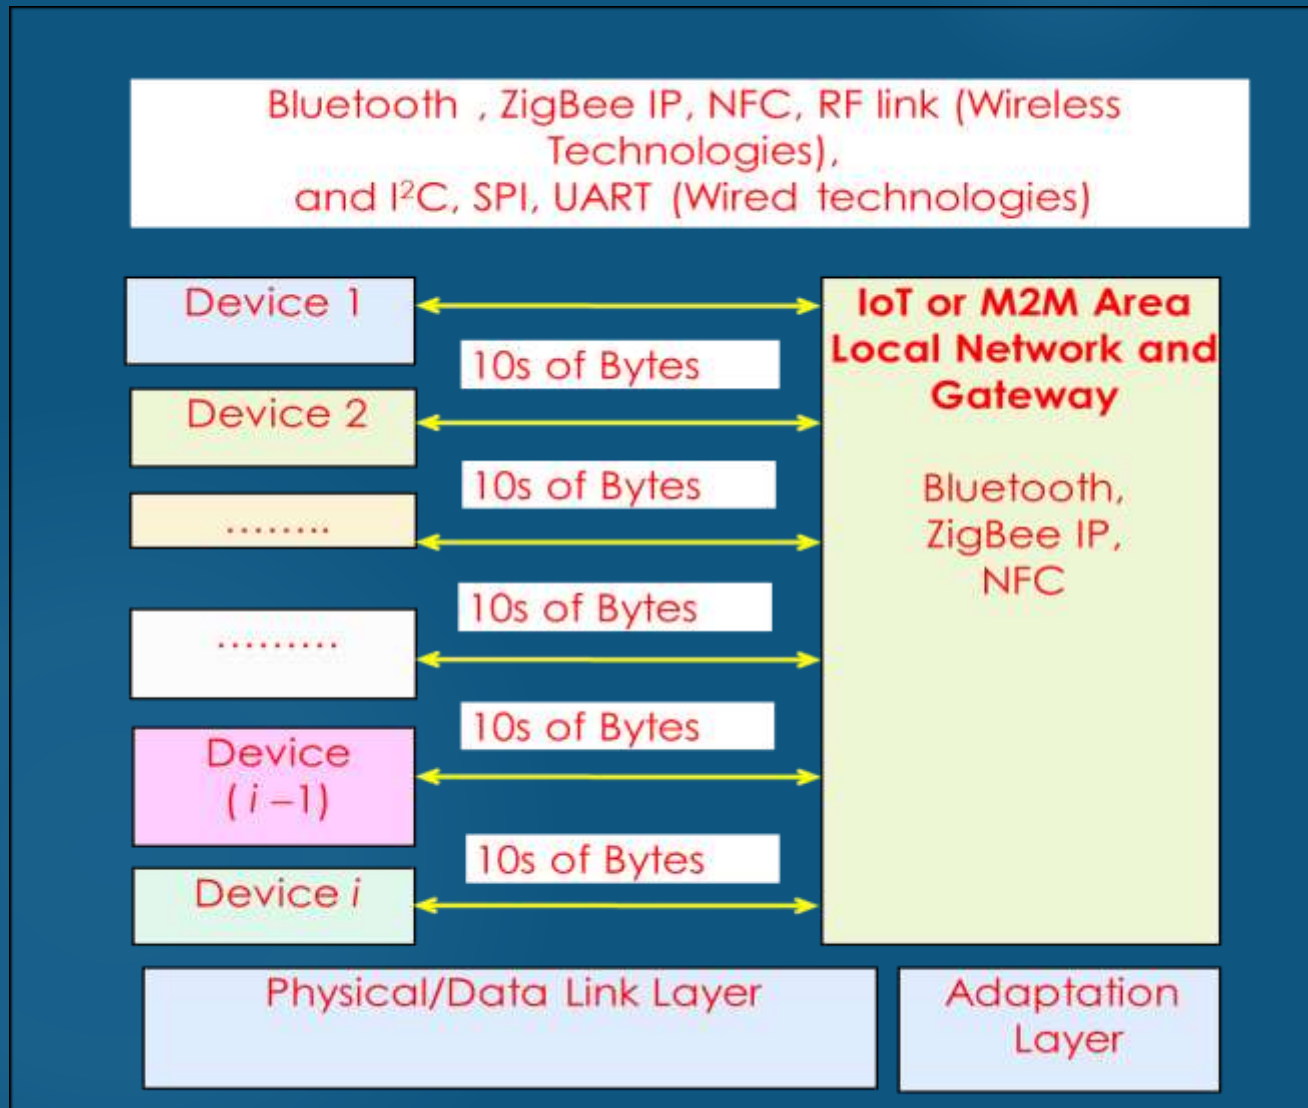 Bluetooth , ZigBee IP, NFC, RF link (Wireless
Technologies),
and I²C, SPI, UART (Wired technologies)
Device 1
10s of Bytes
Device 2
10s of Bytes
........
10s of Bytes
.........
10s of Bytes
Device
( i –1)
10s of Bytes
Device i
IoT or M2M Area
Local Network and
Gateway
Bluetooth,
ZigBee IP,
NFC
Physical/Data Link Layer
Adaptation
Layer